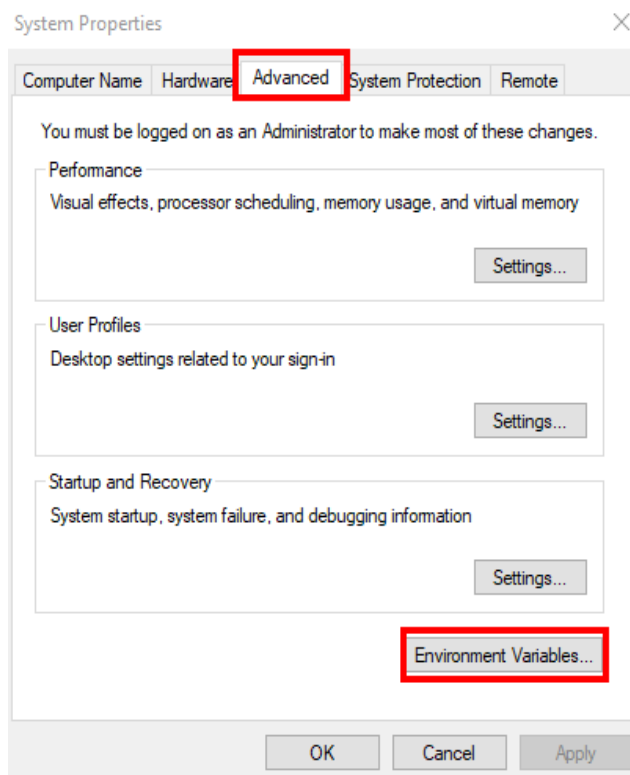 System Properties
Computer Name Hardware Advanced System Protection Remote
You must be logged on as an Administrator to make most of these changes.
Performance
Visual effects, processor scheduling, memory usage, and virtual memory
Settings...
User Profiles
Desktop settings related to your sign-in
Settings...
Startup and Recovery
System startup, system failure, and debugging information
Settings...
Environment Variables...
OK Cancel Apply